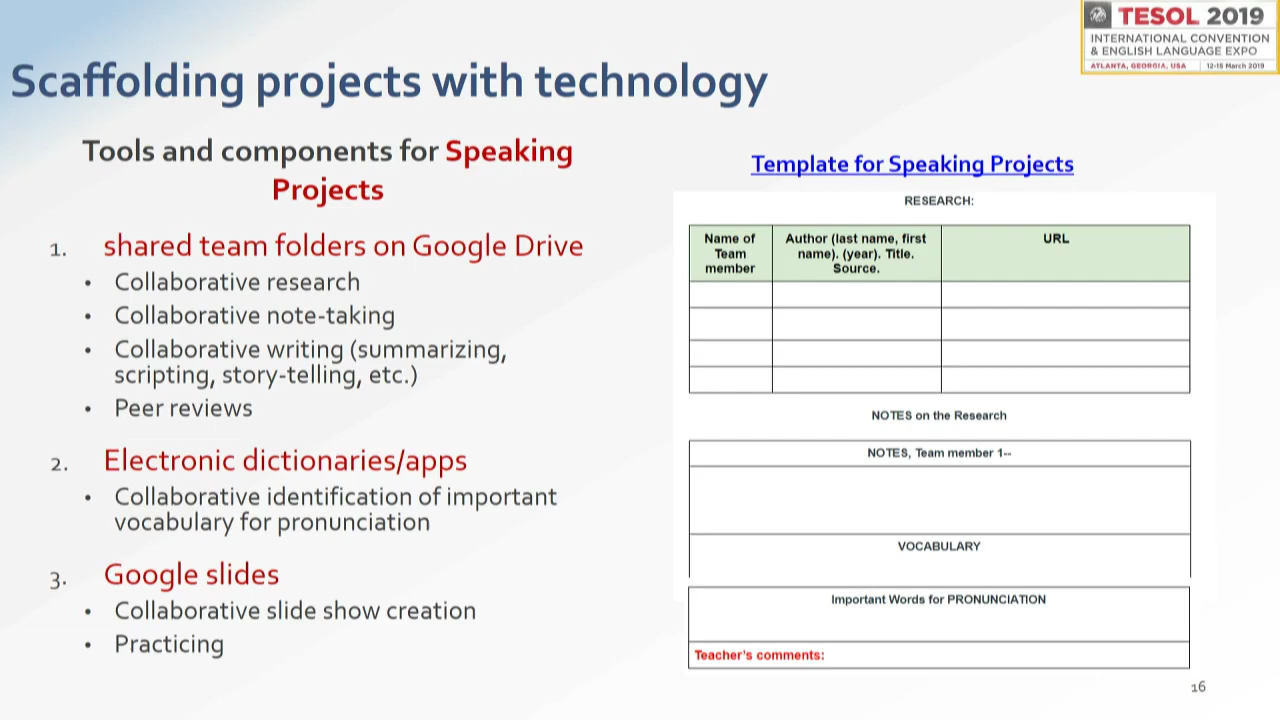 TESOL 2019
INTERNATIONAL CONVENTION
& ENGLISH LANGUAGE EXPO
ATLANTA, GEORGIA, USA 12-15 March 2019
Scaffolding projects with technology
Tools and components for Speaking
Projects
1. shared team folders on Google Drive
• Collaborative research
• Collaborative note-taking
• Collaborative writing (summarizing,
scripting, story-telling, etc.)
• Peer reviews
2. Electronic dictionaries/apps
• Collaborative identification of important
vocabulary for pronunciation
3. Google slides
• Collaborative slide show creation
• Practicing
Template for Speaking Projects
RESEARCH:
Name of
Team
member
Author (last name, first
name). (year). Title.
Source.
URL
NOTES on the Research
NOTES, Team member 1--
VOCABULARY
Important Words for PRONUNCIATION
Teacher's comments:
16